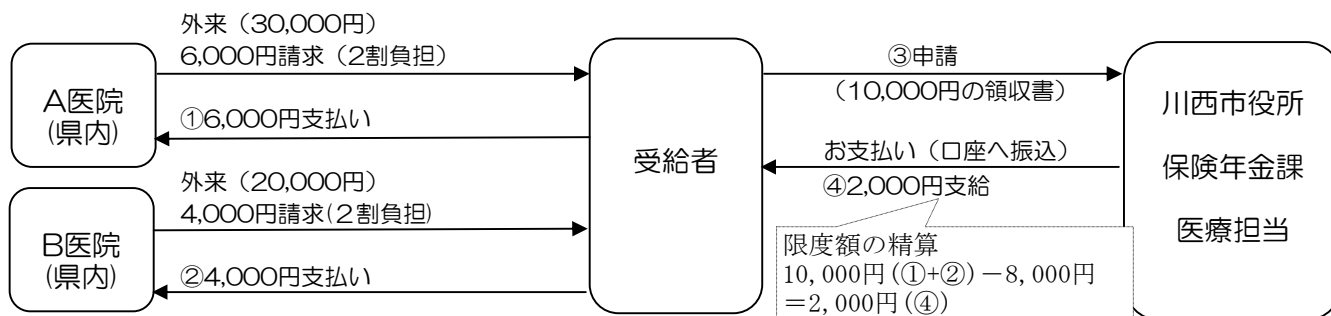 外来（30,000円）
6,000円請求（2割負担）
A医院
(県内)
①6,000円支払い
外来（20,000円）
4,000円請求(２割負担)
B医院
(県内)
②4,000円支払い
受給者
③申請
（10,000円の領収書）
お支払い（口座へ振込）
④2,000円支給
限度額の精算
10,000円(①+②)－8,000円
＝2,000円(④)
川西市役所
保険年金課
医療担当